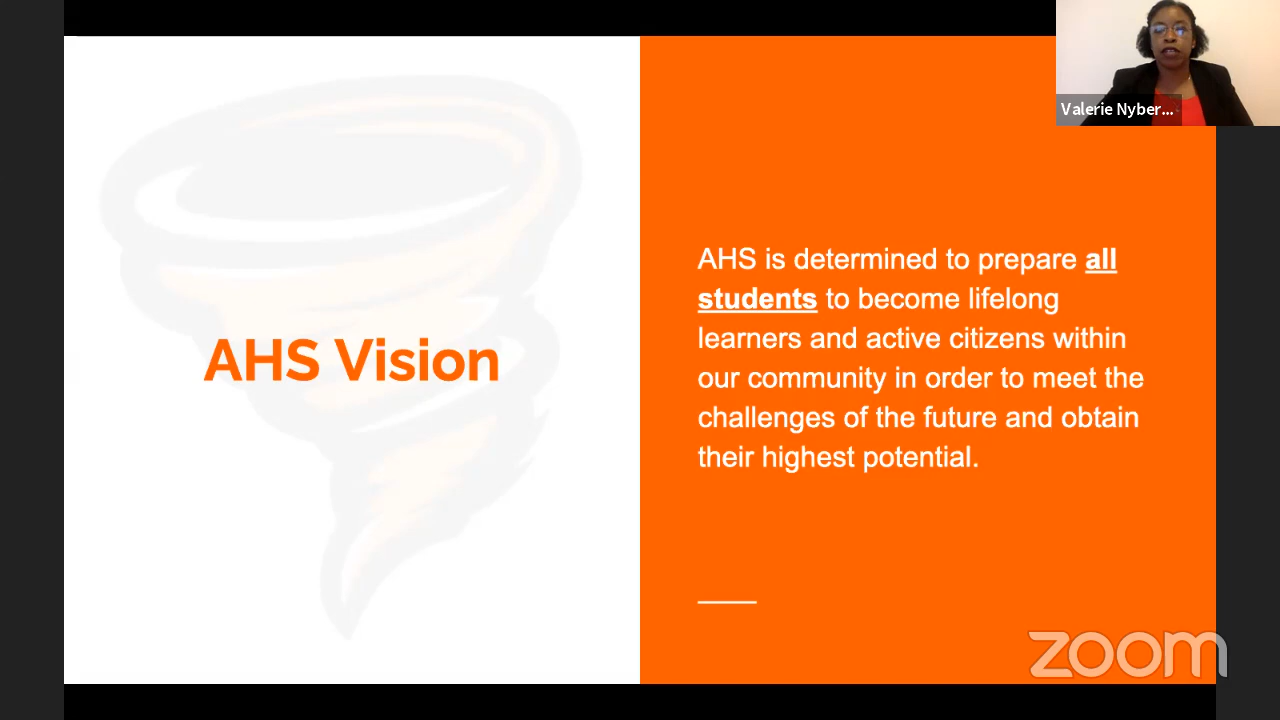 Valerie Nyber...
AHS Vision
AHS is determined to prepare all
students to become lifelong
learners and active citizens within
our community in order to meet the
challenges of the future and obtain
their highest potential.
zoom